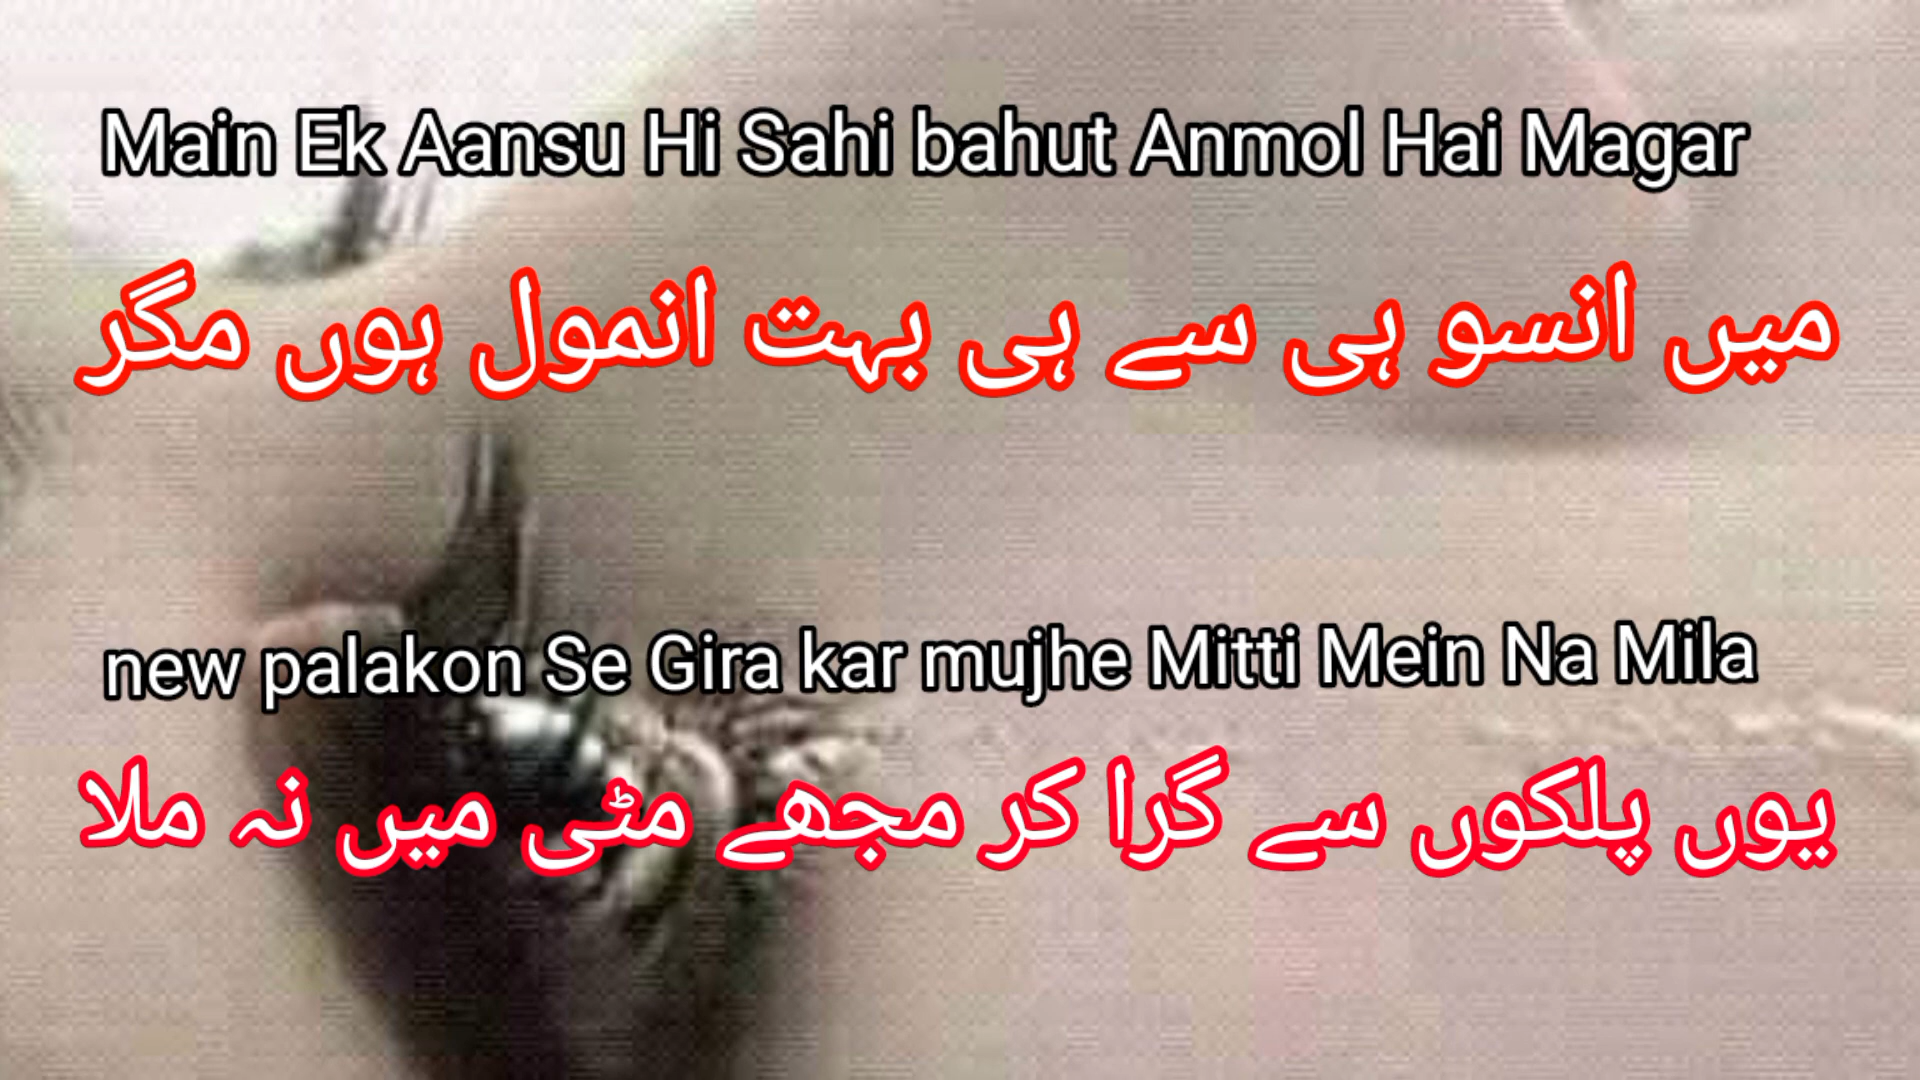 Main Ek Aansu Hi Sahi bahut Anmol Hai Magar
میں انسو ہی سے ہی بہت انمول ہوں مگر
new palakon Se Gira kar mujhe Mitti Mein Na Mila
یوں پلکوں سے گرا کر مجھے مٹی میں نہ ملا